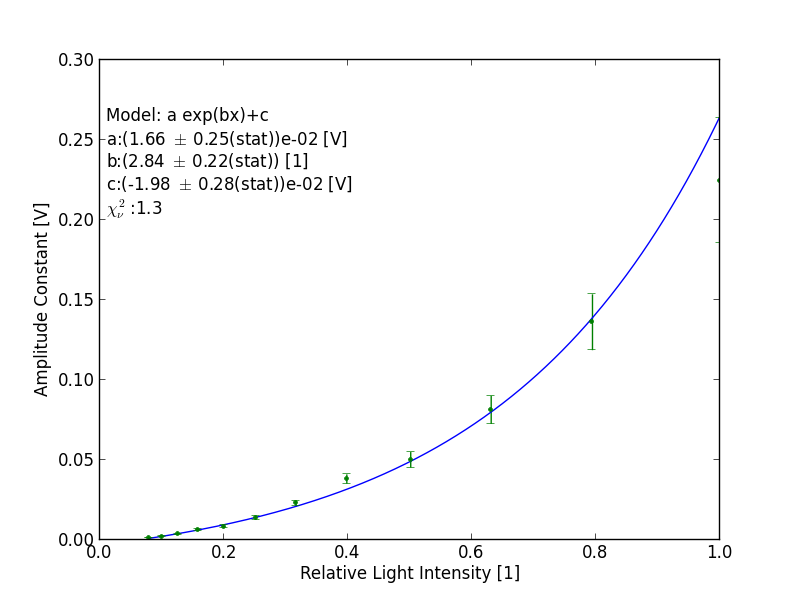 0.30
Model: a exp(bx)+c
0.25
a:(1.66 ± 0.25(stat))e-02 [V]
b:(2.84 ± 0.22(stat)) [1]
c:(-1.98 ± 0.28(stat))e-02 [V]
χ²ᵥ :1.3
0.20
0.15
0.10
0.05
0.00
Amplitude Constant [V]
0.0 0.2 0.4 0.6 0.8 1.0
Relative Light Intensity [1]